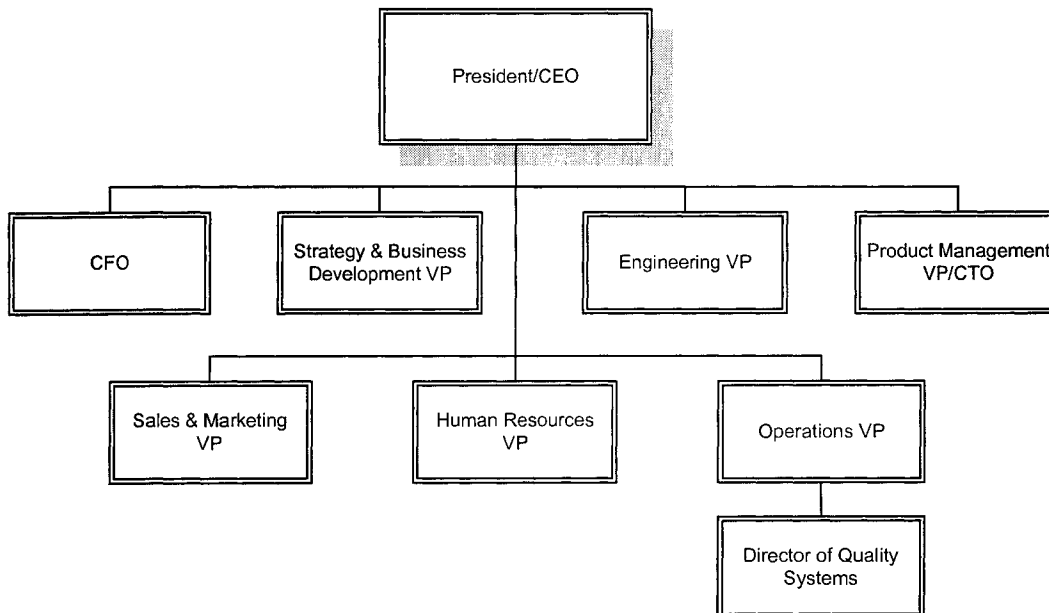 President/CEO
CFO
Strategy & Business
Development VP
Engineering VP
Product Management
VP/CTO
Sales & Marketing
VP
Human Resources
VP
Operations VP
Director of Quality
Systems